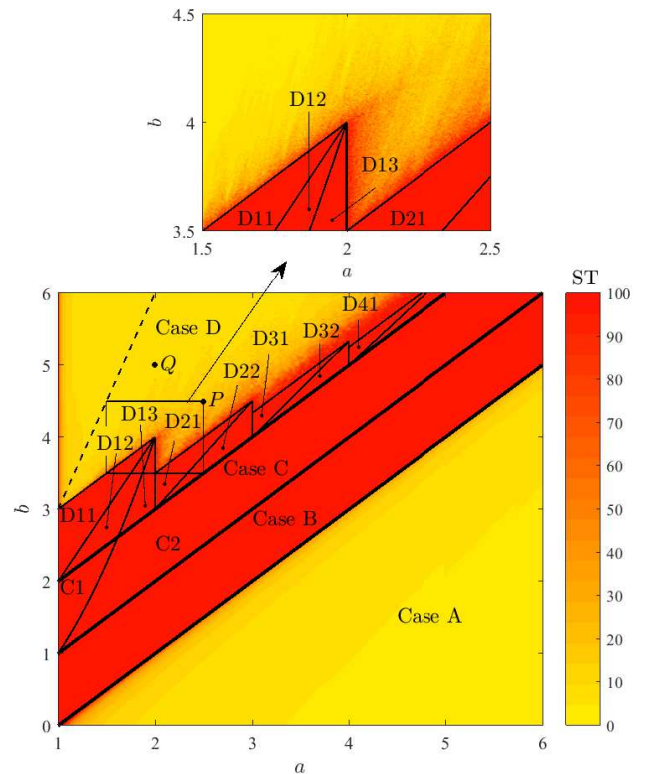 4.5
4
3.5
b
D12
D13
D11
D21
1.5
2
2.5
a
ST
6
5
4
3
2
1
0
b
Case D
D41
D31
D32
Q
D22
P
D13
D21
D12
D11
Case C
C2
Case B
C1
Case A
1
2
3
4
5
6
a
100
90
80
70
60
50
40
30
20
10
0